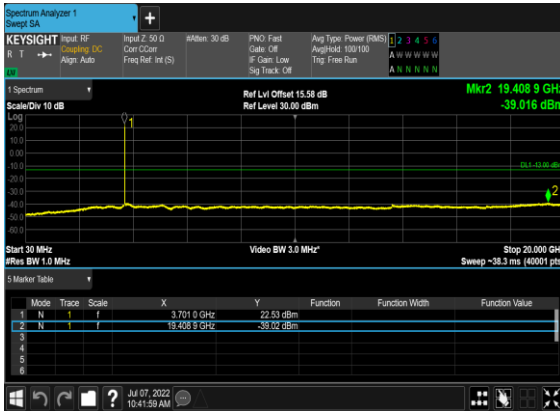 Spectrum Analyzer 1
Swept SA
KEYSIGHT
R T
LXI
Input: RF
Coupling: DC
Align: Auto
Input Z: 50 Ω
Corr CCorr
Freq Ref: Int (S)
#Atten: 30 dB
PNO: Fast
Gate: Off
IF Gain: Low
Sig Track: Off
Avg Type: Power (RMS)
Avg|Hold: 100/100
Trig: Free Run
1 2 3 4 5 6
A W W W W W
A N N N N N
1 Spectrum
Scale/Div 10 dB
Ref Lvl Offset 15.58 dB
Ref Level 30.00 dBm
Mkr2 19.408 9 GHz
-39.016 dBm
Log
20.0
10.0
0.00
-10.0
-20.0
-30.0
-40.0
-50.0
-60.0
1
DL1 -13.00 dBm
2
Start 30 MHz
#Res BW 1.0 MHz
Video BW 3.0 MHz*
Stop 20.000 GHz
Sweep ~38.3 ms (40001 pts)
5 Marker Table
Mode Trace Scale X Y Function Function Width Function Value
1 N 1 f 3.701 0 GHz 22.53 dBm
2 N 1 f 19.408 9 GHz -39.02 dBm
3
4
5
6
Jul 07, 2022
10:41:59 AM